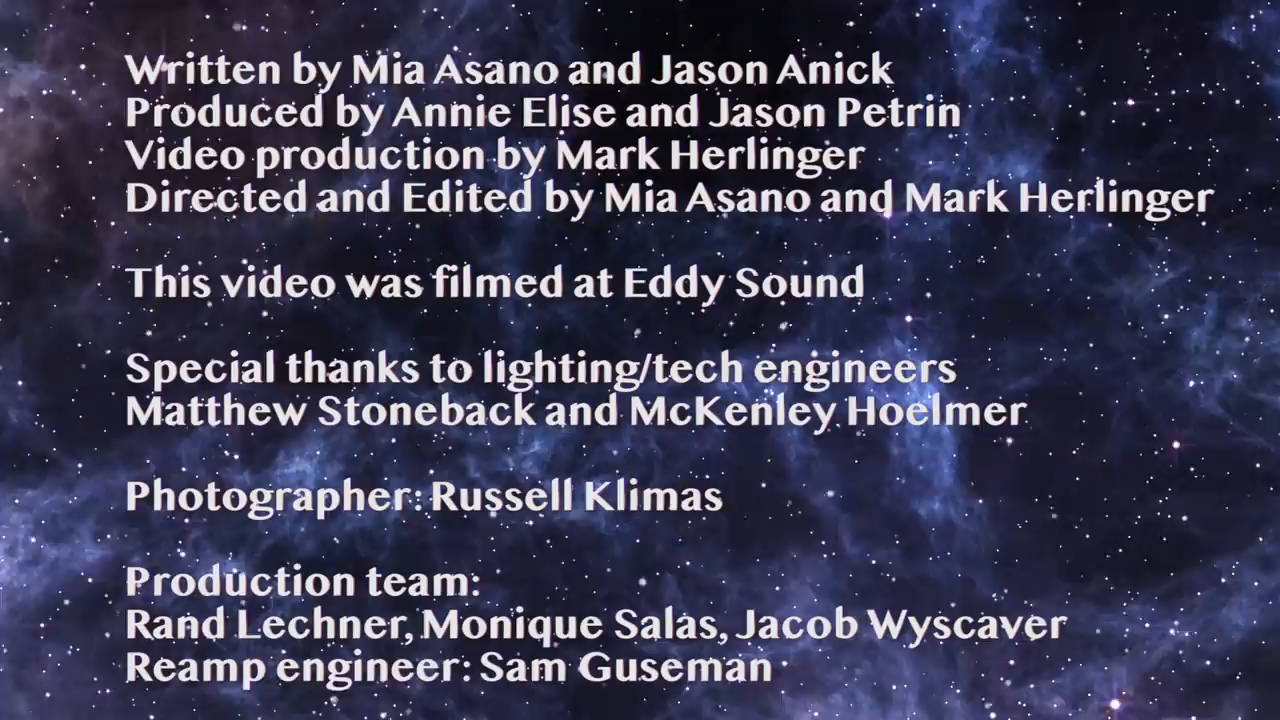 Written by Mia Asano and Jason Anick
Produced by Annie Elise and Jason Petrin
Video production by Mark Herlinger
Directed and Edited by Mia Asano and Mark Herlinger
This video was filmed at Eddy Sound
Special thanks to lighting/tech engineers
Matthew Stoneback and McKenley Hoelmer
Photographer: Russell Klimas
Production team:
Rand Lechner, Monique Salas, Jacob Wyscaver
Reamp engineer: Sam Guseman